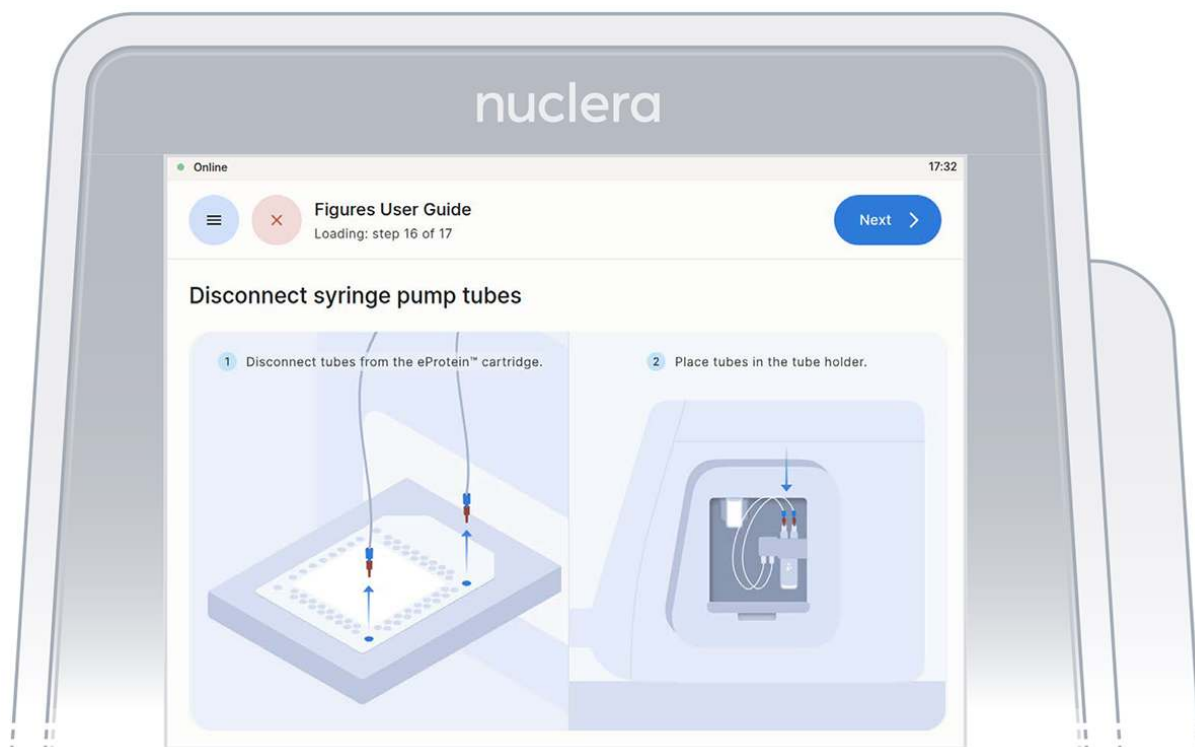 nuclera
Online
17:32
Figures User Guide
Loading: step 16 of 17
Next
Disconnect syringe pump tubes
1 Disconnect tubes from the eProtein™ cartridge.
2 Place tubes in the tube holder.